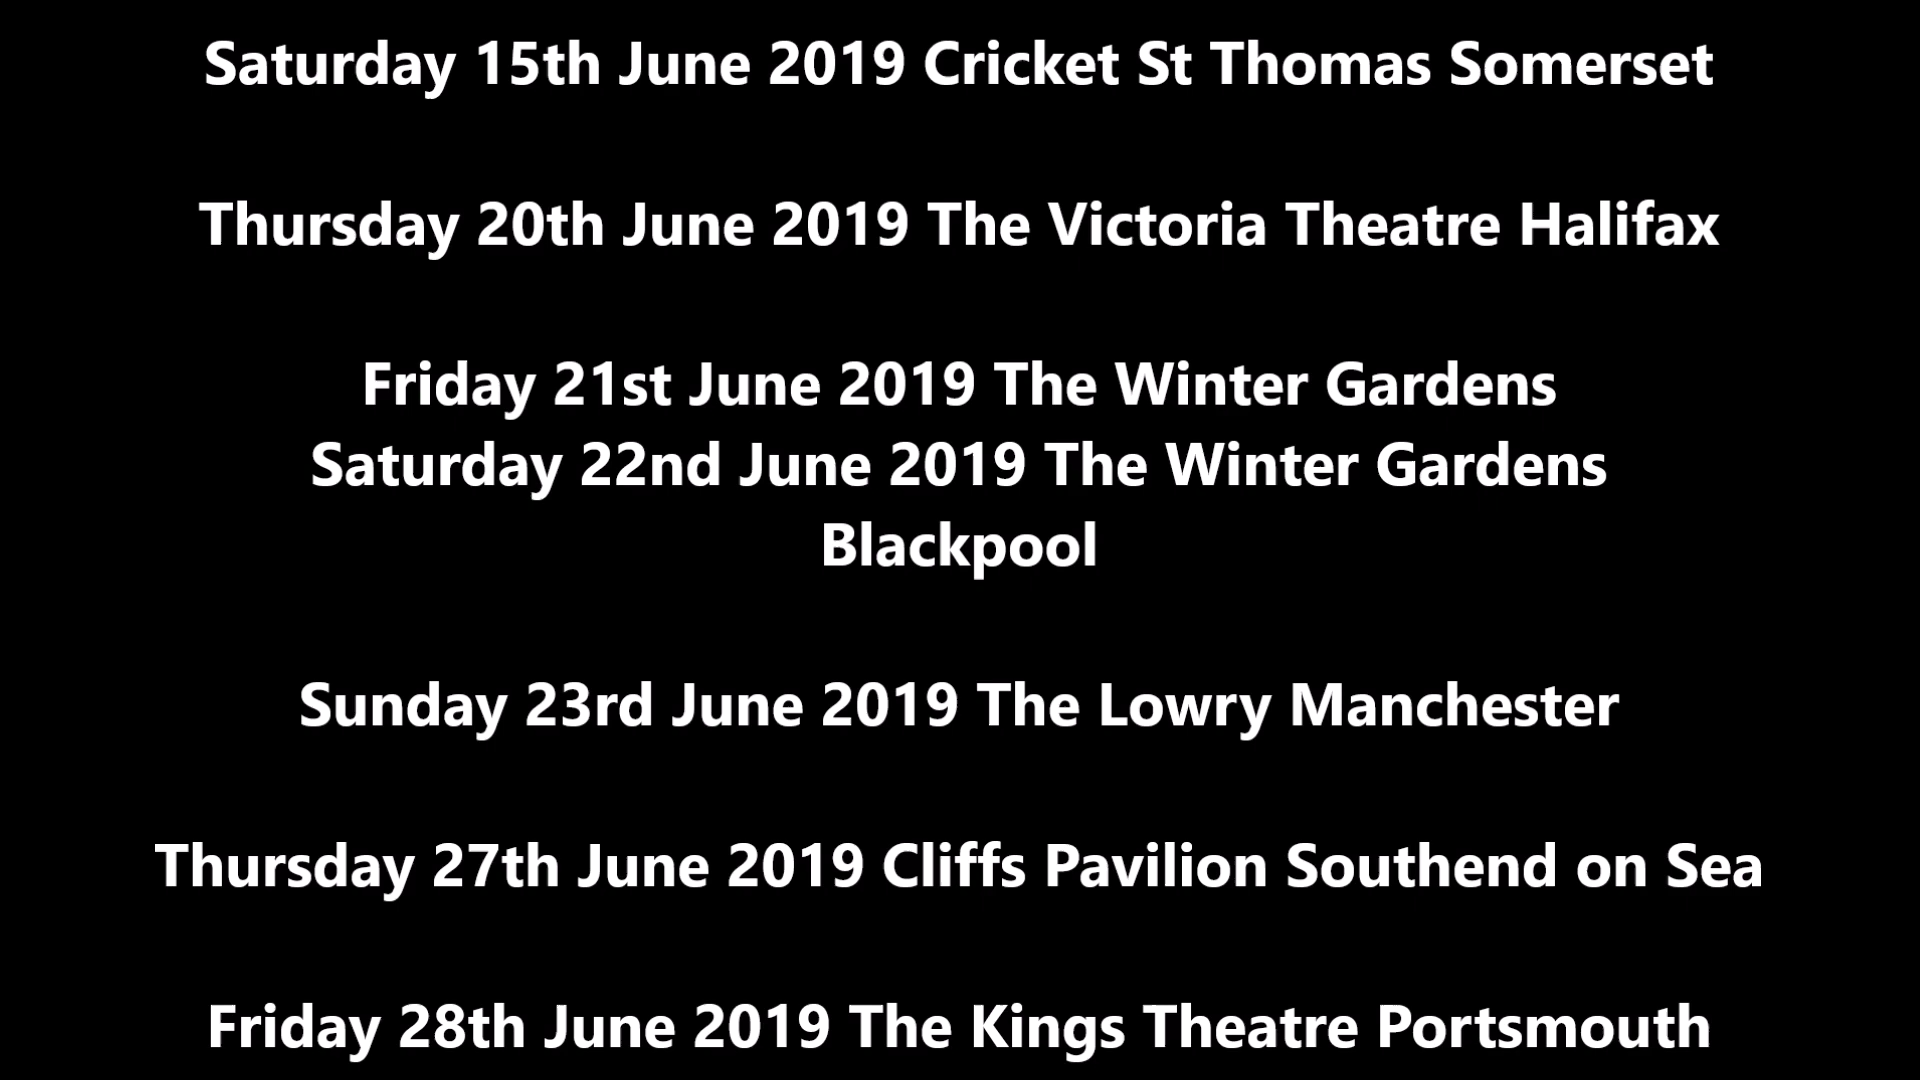 Saturday 15th June 2019 Cricket St Thomas Somerset
Thursday 20th June 2019 The Victoria Theatre Halifax
Friday 21st June 2019 The Winter Gardens
Saturday 22nd June 2019 The Winter Gardens
Blackpool
Sunday 23rd June 2019 The Lowry Manchester
Thursday 27th June 2019 Cliffs Pavilion Southend on Sea
Friday 28th June 2019 The Kings Theatre Portsmouth